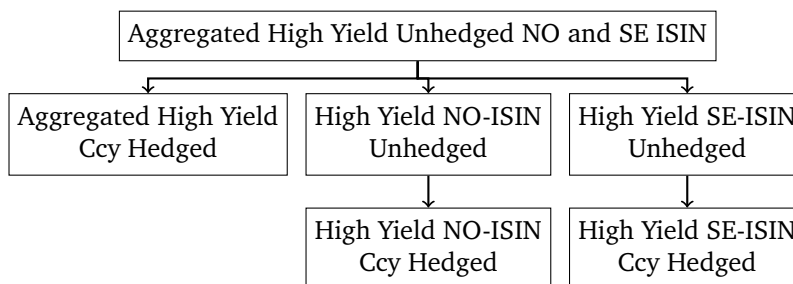 Aggregated High Yield Unhedged NO and SE ISIN
Aggregated High Yield
Ccy Hedged
High Yield NO-ISIN
Unhedged
High Yield SE-ISIN
Unhedged
High Yield NO-ISIN
Ccy Hedged
High Yield SE-ISIN
Ccy Hedged